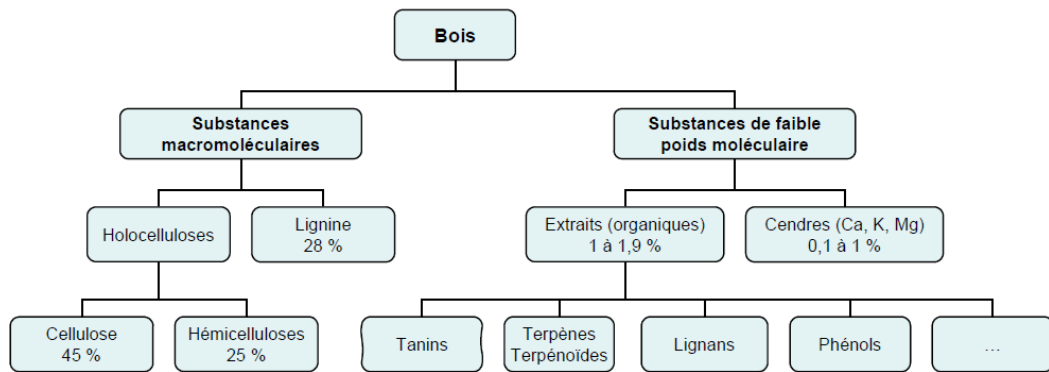 Bois
Substances
macromoléculaires
Substances de faible
poids moléculaire
Holocelluloses
Lignine
28 %
Extraits (organiques)
1 à 1,9 %
Cendres (Ca, K, Mg)
0,1 à 1 %
Cellulose
45 %
Hémicelluloses
25 %
Tanins
Terpènes
Terpénoïdes
Lignans
Phénols
…